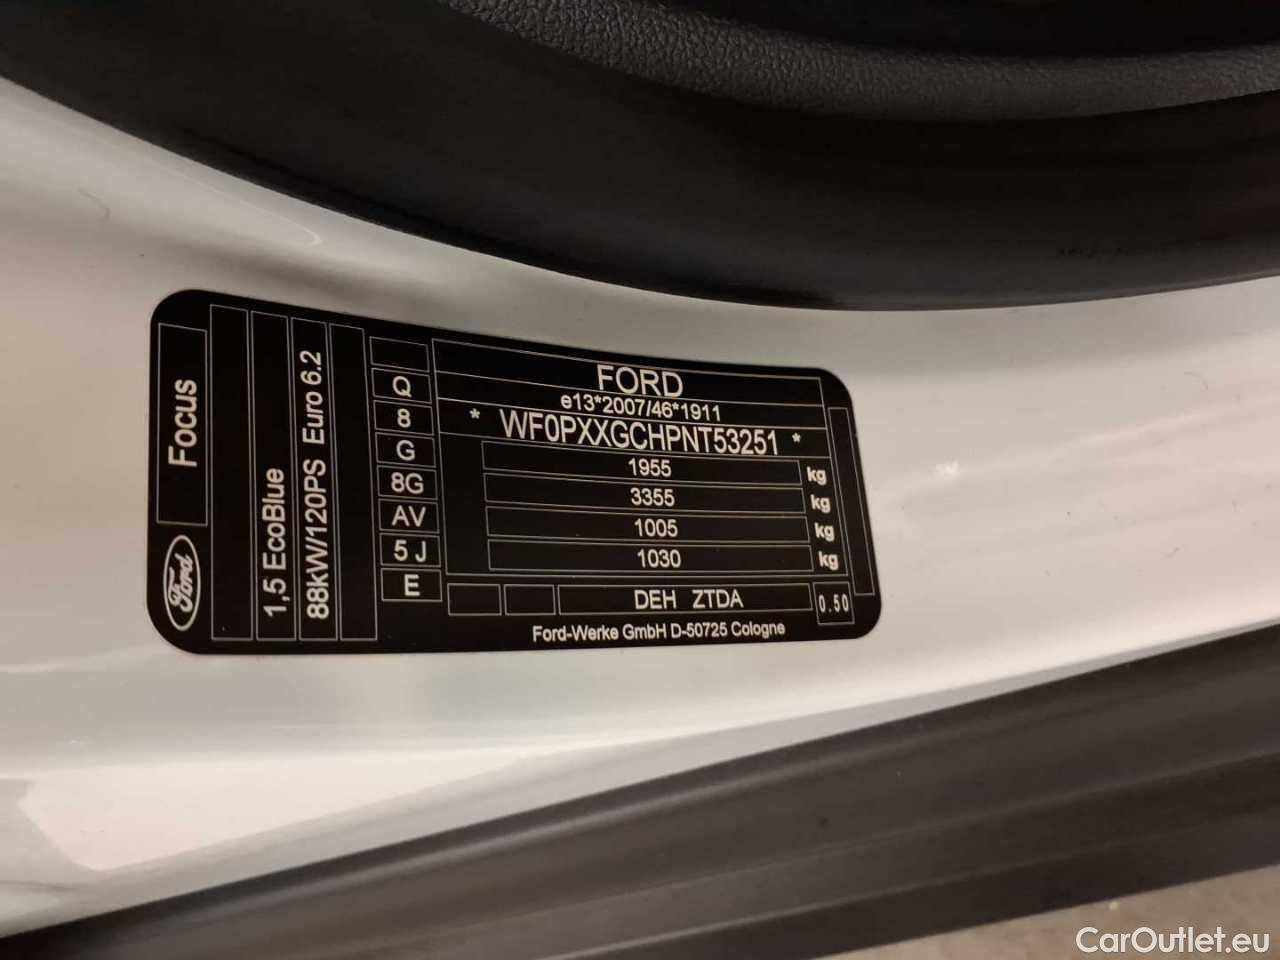 Focus
Ford
1,5 EcoBlue
88kW/120PS Euro 6.2
Q
8
G
8G
AV
5 J
E
FORD
e13*2007/46*1911
* WF0PXXGCHPNT53251 *
1955 kg
3355 kg
1005 kg
1030 kg
DEH ZTDA
0.50
Ford-Werke GmbH D-50725 Cologne
CarOutlet.eu